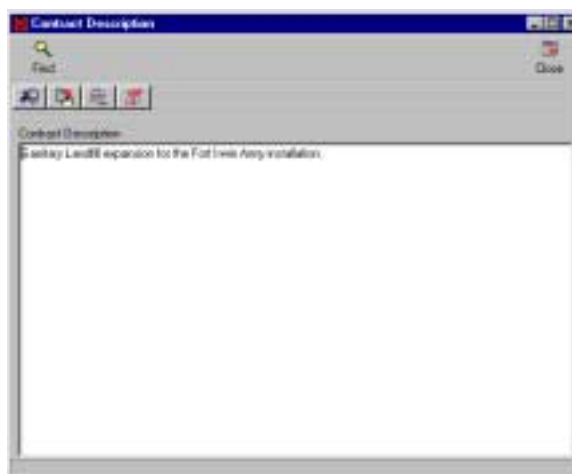 Contract Description
Find
Close
Contract Description
Sanitary Landfill expansion for the Fort Irwin Army installation.